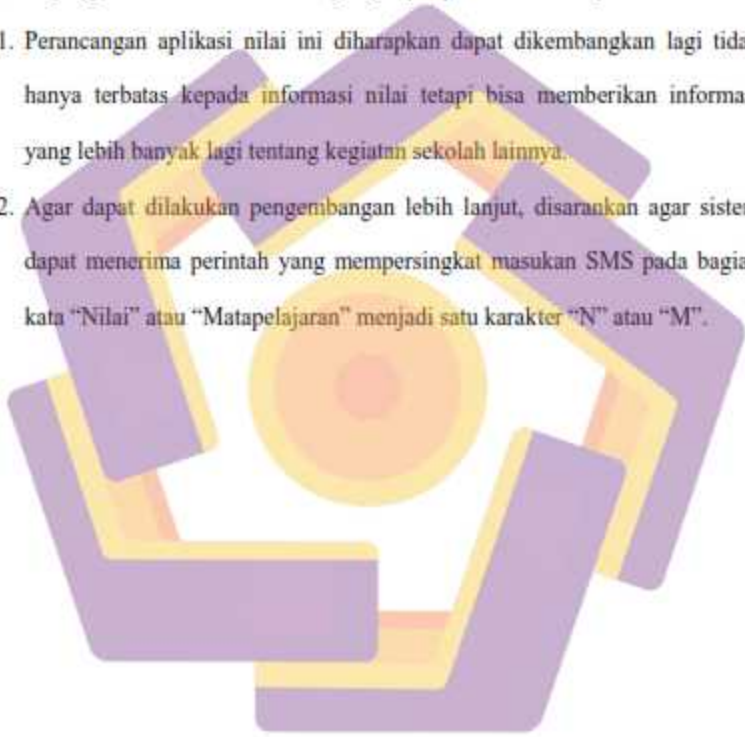 1. Perancangan aplikasi nilai ini diharapkan dapat dikembangkan lagi tida
hanya terbatas kepada informasi nilai tetapi bisa memberikan informa
yang lebih banyak lagi tentang kegiatan sekolah lainnya.
2. Agar dapat dilakukan pengembangan lebih lanjut, disarankan agar sister
dapat menerima perintah yang mempersingkat masukan SMS pada bagia
kata “Nilai” atau “Matapelajaran” menjadi satu karakter “N” atau “M”.